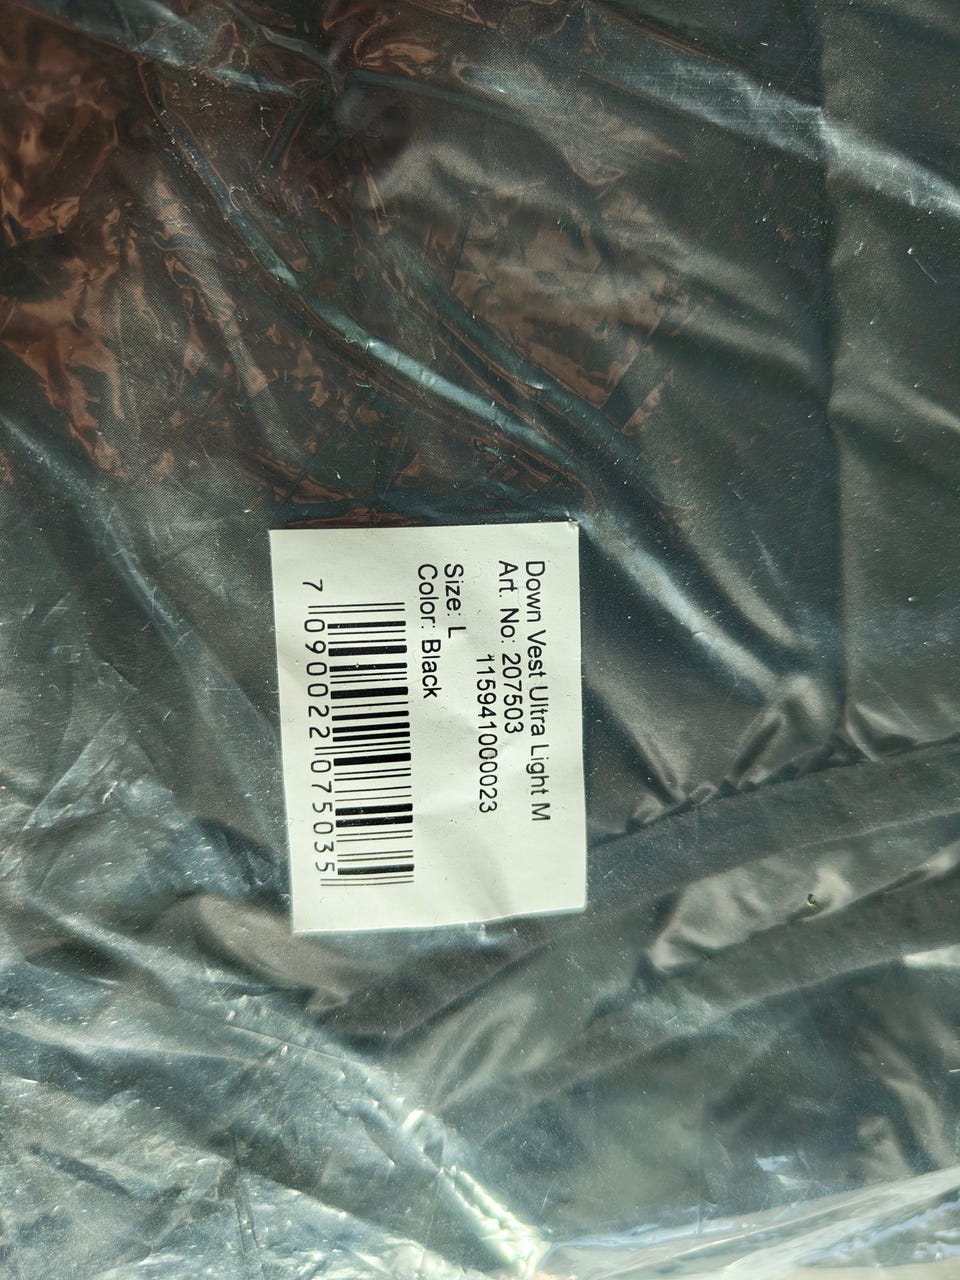 Down Vest Ultra Light M
Art. No: 207503
115941000023
Size: L
Color: Black
7 090022 075035